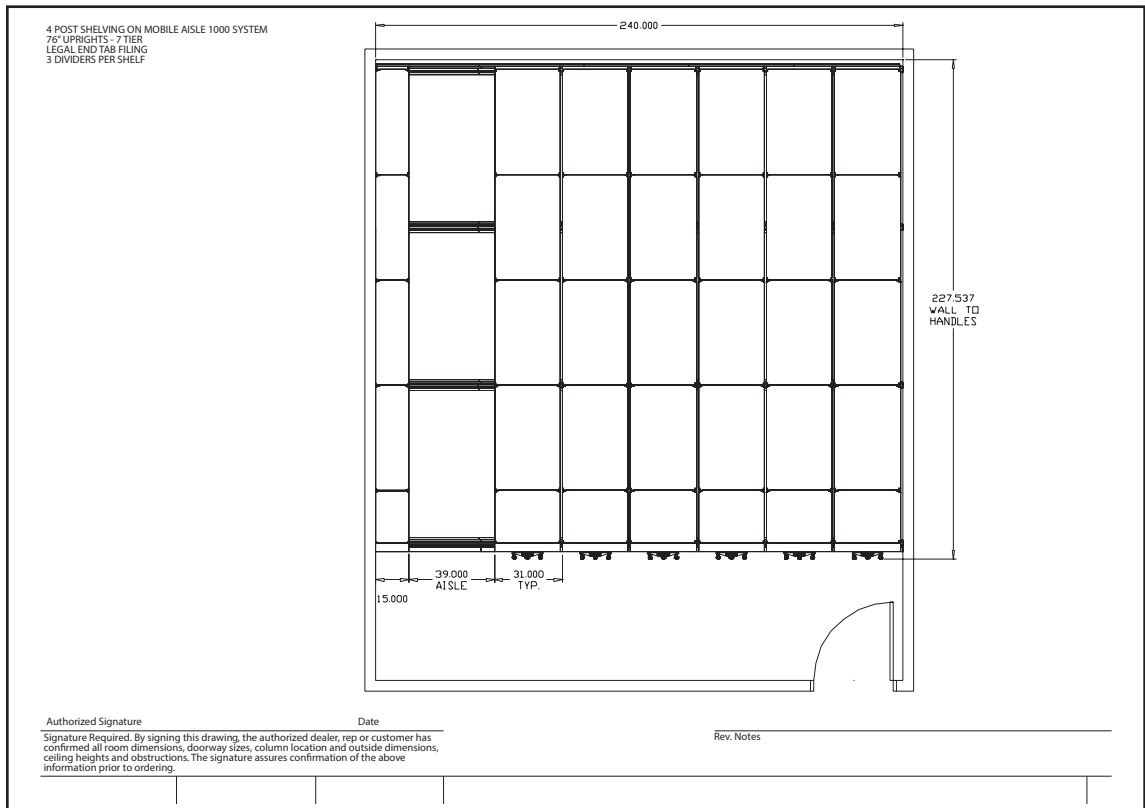 4 POST SHELVING ON MOBILE AISLE 1000 SYSTEM
76" UPRIGHTS - 7 TIER
LEGAL END TAB FILING
3 DIVIDERS PER SHELF
240.000
227.537
WALL TO
HANDLES
39.000
AISLE
31.000
TYP.
15.000
Authorized Signature
Date
Signature Required. By signing this drawing, the authorized dealer, rep or customer has
confirmed all room dimensions, doorway sizes, column location and outside dimensions,
ceiling heights and obstructions. The signature assures confirmation of the above
information prior to ordering.
Rev. Notes